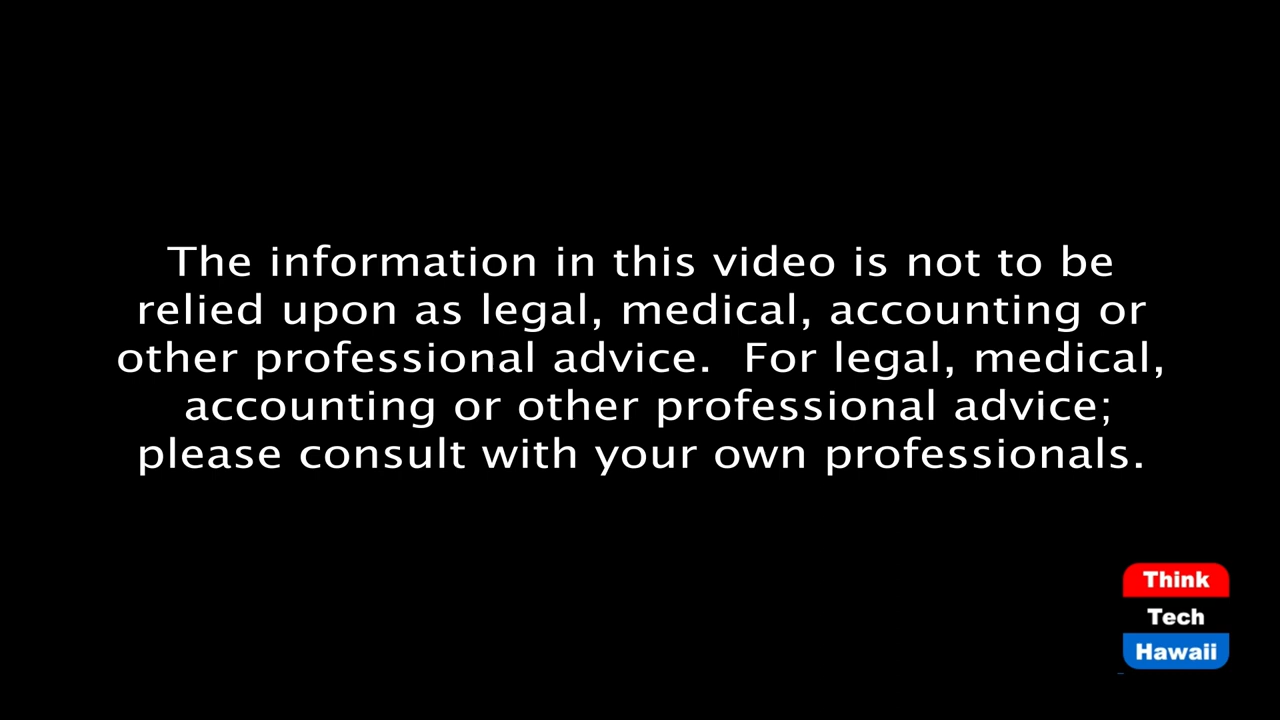 The information in this video is not to be
relied upon as legal, medical, accounting or
other professional advice.  For legal, medical,
accounting or other professional advice;
please consult with your own professionals.
Think
Tech
Hawaii